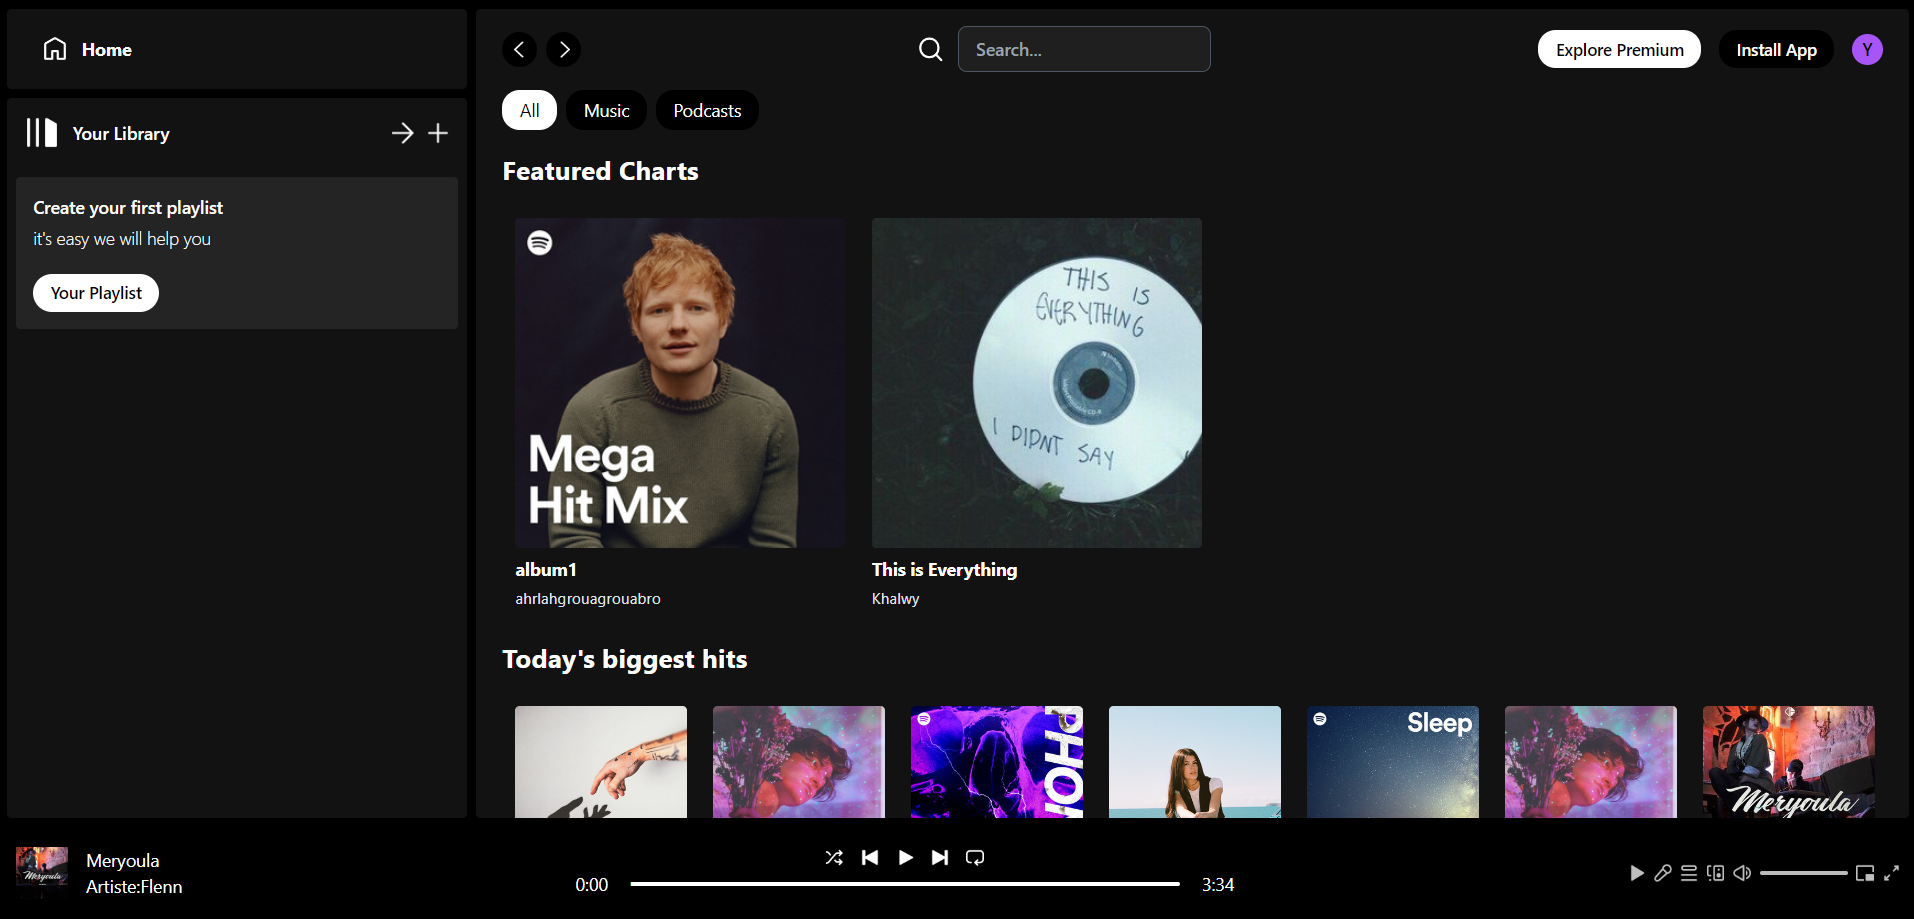 Home
Your Library
Create your first playlist
it's easy we will help you
Your Playlist
Search...
Explore Premium
Install App
Y
All
Music
Podcasts
Featured Charts
Mega
Hit Mix
THIS IS
EVERYTHING
I DIDNT SAY
album1
ahrlahgrouagrouabro
This is Everything
Khalwy
Today's biggest hits
Sleep
Meryoula
Meryoula
Meryoula
Artiste:Flenn
0:00
3:34